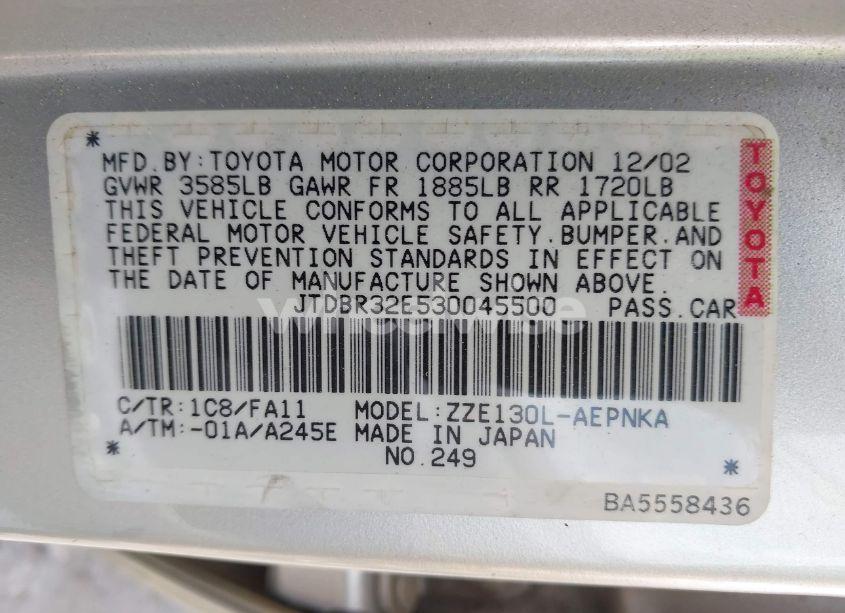 MFD.BY:TOYOTA MOTOR CORPORATION 12/02
GVWR 3585LB GAWR FR 1885LB RR 1720LB
THIS VEHICLE CONFORMS TO ALL APPLICABLE
FEDERAL MOTOR VEHICLE SAFETY.BUMPER.AND
THEFT PREVENTION STANDARDS IN EFFECT ON
THE DATE OF MANUFACTURE SHOWN ABOVE.
JTDBR32E530045500 PASS.CAR
TOYOTA
C/TR:1C8/FA11 MODEL:ZZE130L-AEPNKA
A/TM:-01A/A245E MADE IN JAPAN
NO.249
BA5558436